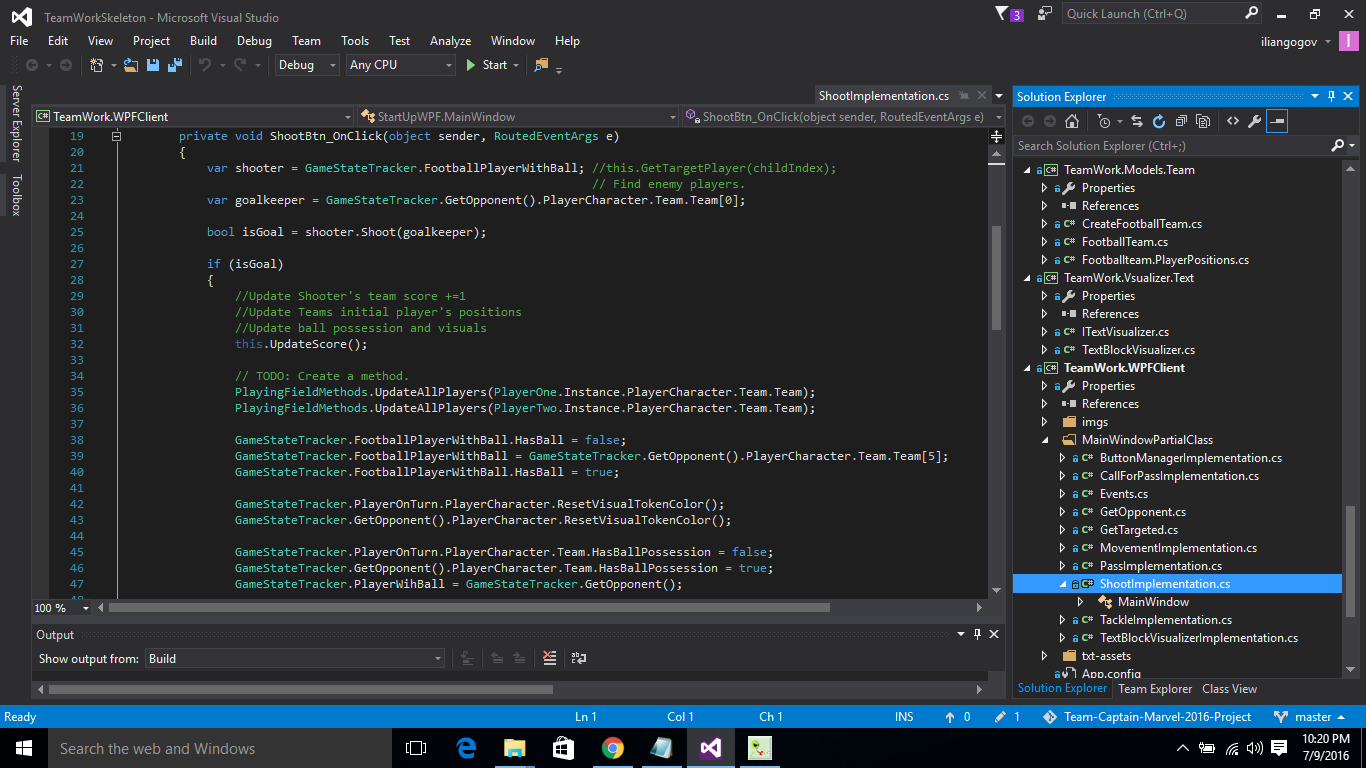 TeamWorkSkeleton - Microsoft Visual Studio
3
Quick Launch (Ctrl+Q)
File Edit View Project Build Debug Team Tools Test Analyze Window Help
iliangogov
I
Debug Any CPU Start
Server Explorer
Toolbox
ShootImplementation.cs
TeamWork.WPFClient StartUpWPF.MainWindow ShootBtn_OnClick(object sender, RoutedEventArgs e)
19 private void ShootBtn_OnClick(object sender, RoutedEventArgs e)
20 {
21 var shooter = GameStateTracker.FootballPlayerWithBall; //this.GetTargetPlayer(childIndex);
22 // Find enemy players.
23 var goalkeeper = GameStateTracker.GetOpponent().PlayerCharacter.Team.Team[0];
24
25 bool isGoal = shooter.Shoot(goalkeeper);
26
27 if (isGoal)
28 {
29 //Update Shooter's team score +=1
30 //Update Teams initial player's positions
31 //Update ball possession and visuals
32 this.UpdateScore();
33
34 // TODO: Create a method.
35 PlayingFieldMethods.UpdateAllPlayers(PlayerOne.Instance.PlayerCharacter.Team.Team);
36 PlayingFieldMethods.UpdateAllPlayers(PlayerTwo.Instance.PlayerCharacter.Team.Team);
37
38 GameStateTracker.FootballPlayerWithBall.HasBall = false;
39 GameStateTracker.FootballPlayerWithBall = GameStateTracker.GetOpponent().PlayerCharacter.Team.Team[5];
40 GameStateTracker.FootballPlayerWithBall.HasBall = true;
41
42 GameStateTracker.PlayerOnTurn.PlayerCharacter.ResetVisualTokenColor();
43 GameStateTracker.GetOpponent().PlayerCharacter.ResetVisualTokenColor();
44
45 GameStateTracker.PlayerOnTurn.PlayerCharacter.Team.HasBallPossession = false;
46 GameStateTracker.GetOpponent().PlayerCharacter.Team.HasBallPossession = true;
47 GameStateTracker.PlayerWihBall = GameStateTracker.GetOpponent();
100 %
Output
Show output from: Build
Solution Explorer
Search Solution Explorer (Ctrl+;)
TeamWork.Models.Team
Properties
References
CreateFootballTeam.cs
FootballTeam.cs
Footballteam.PlayerPositions.cs
TeamWork.Vsualizer.Text
Properties
References
ITextVisualizer.cs
TextBlockVisualizer.cs
TeamWork.WPFClient
Properties
References
imgs
MainWindowPartialClass
ButtonManagerImplementation.cs
CallForPassImplementation.cs
Events.cs
GetOpponent.cs
GetTargeted.cs
MovementImplementation.cs
PassImplementation.cs
ShootImplementation.cs
MainWindow
TackleImplementation.cs
TextBlockVisualizerImplementation.cs
txt-assets
App.config
Solution Explorer Team Explorer Class View
Ready Ln 1 Col 1 Ch 1 INS 0 1 Team-Captain-Marvel-2016-Project master
Search the web and Windows
10:20 PM
7/9/2016